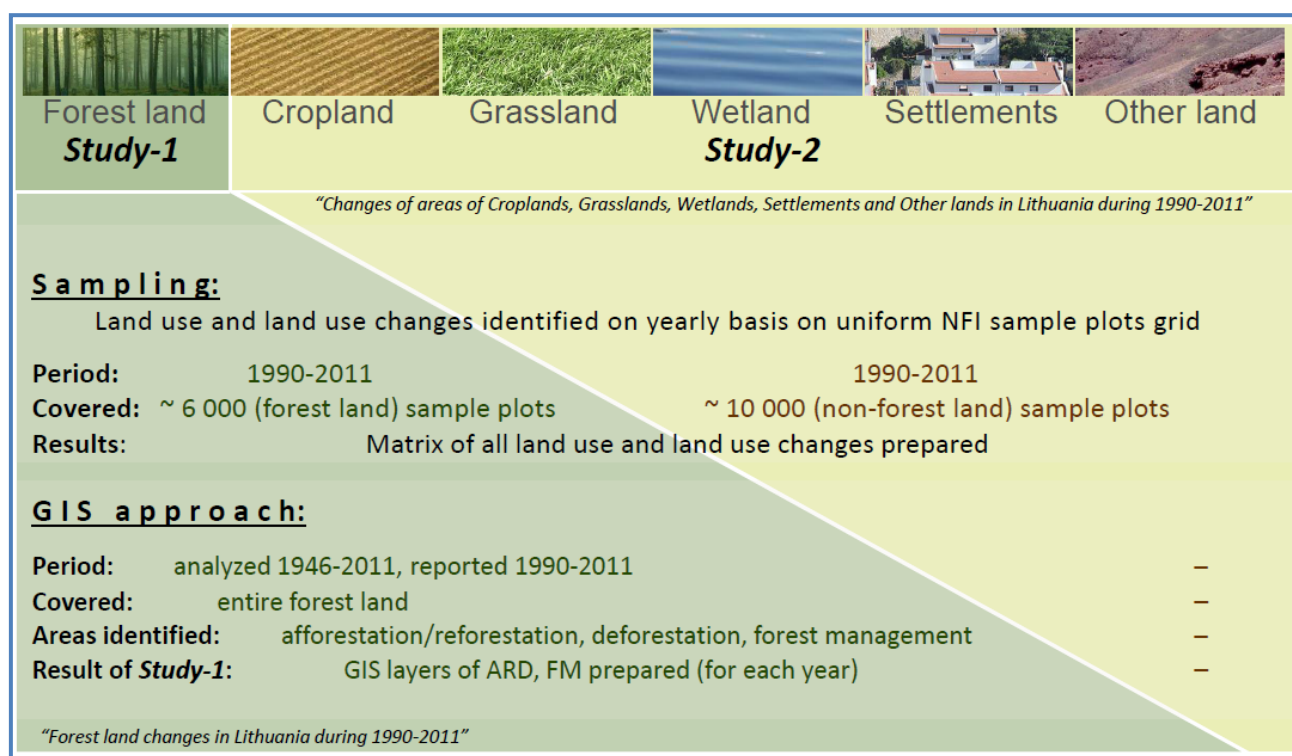 Forest land Cropland Grassland Wetland Settlements Other land
Study-1 Study-2
“Changes of areas of Croplands, Grasslands, Wetlands, Settlements and Other lands in Lithuania during 1990-2011”
Sampling:
Land use and land use changes identified on yearly basis on uniform NFI sample plots grid
Period: 1990-2011 1990-2011
Covered: ~ 6 000 (forest land) sample plots ~ 10 000 (non-forest land) sample plots
Results: Matrix of all land use and land use changes prepared
GIS approach:
Period: analyzed 1946-2011, reported 1990-2011 –
Covered: entire forest land –
Areas identified: afforestation/reforestation, deforestation, forest management –
Result of Study-1: GIS layers of ARD, FM prepared (for each year) –
“Forest land changes in Lithuania during 1990-2011”